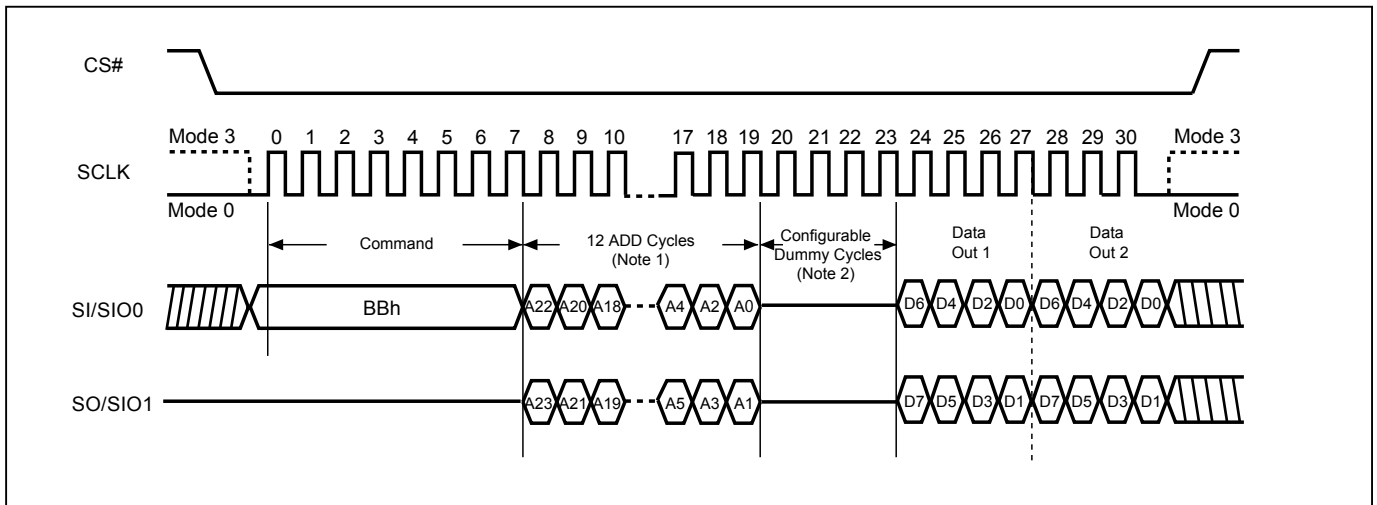 CS#
Mode 3 0 1 2 3 4 5 6 7 8 9 10 17 18 19 20 21 22 23 24 25 26 27 28 29 30 Mode 3
SCLK
Mode 0 Mode 0
Command 12 ADD Cycles (Note 1) Configurable Dummy Cycles (Note 2) Data Out 1 Data Out 2
SI/SIO0 BBh A22 A20 A18 A4 A2 A0 D6 D4 D2 D0 D6 D4 D2 D0
SO/SIO1 A23 A21 A19 A5 A3 A1 D7 D5 D3 D1 D7 D5 D3 D1